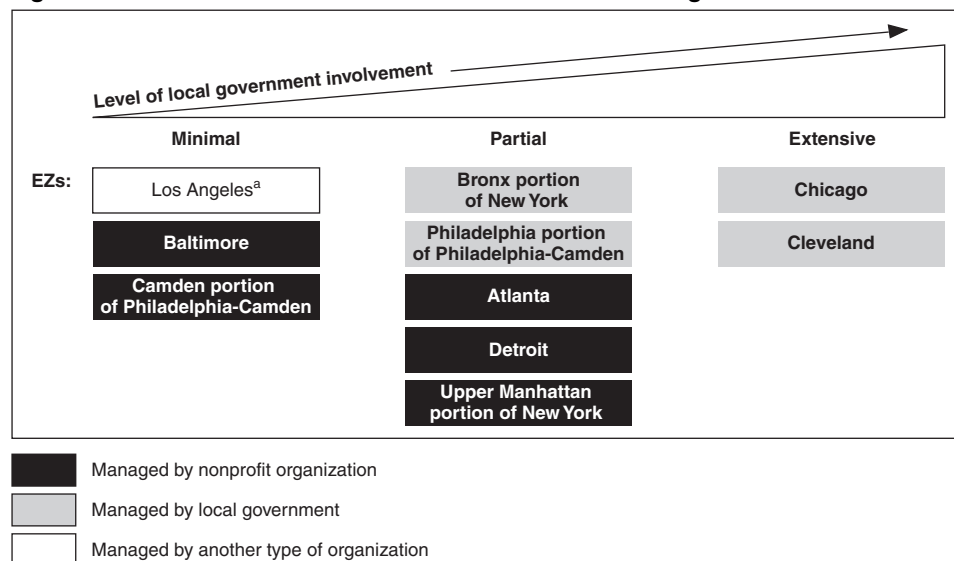 Level of local government involvement
Minimal
Partial
Extensive
EZs:
Los Angelesa
Bronx portion
of New York
Chicago
Baltimore
Philadelphia portion
of Philadelphia-Camden
Cleveland
Camden portion
of Philadelphia-Camden
Atlanta
Detroit
Upper Manhattan
portion of New York
Managed by nonprofit organization
Managed by local government
Managed by another type of organization